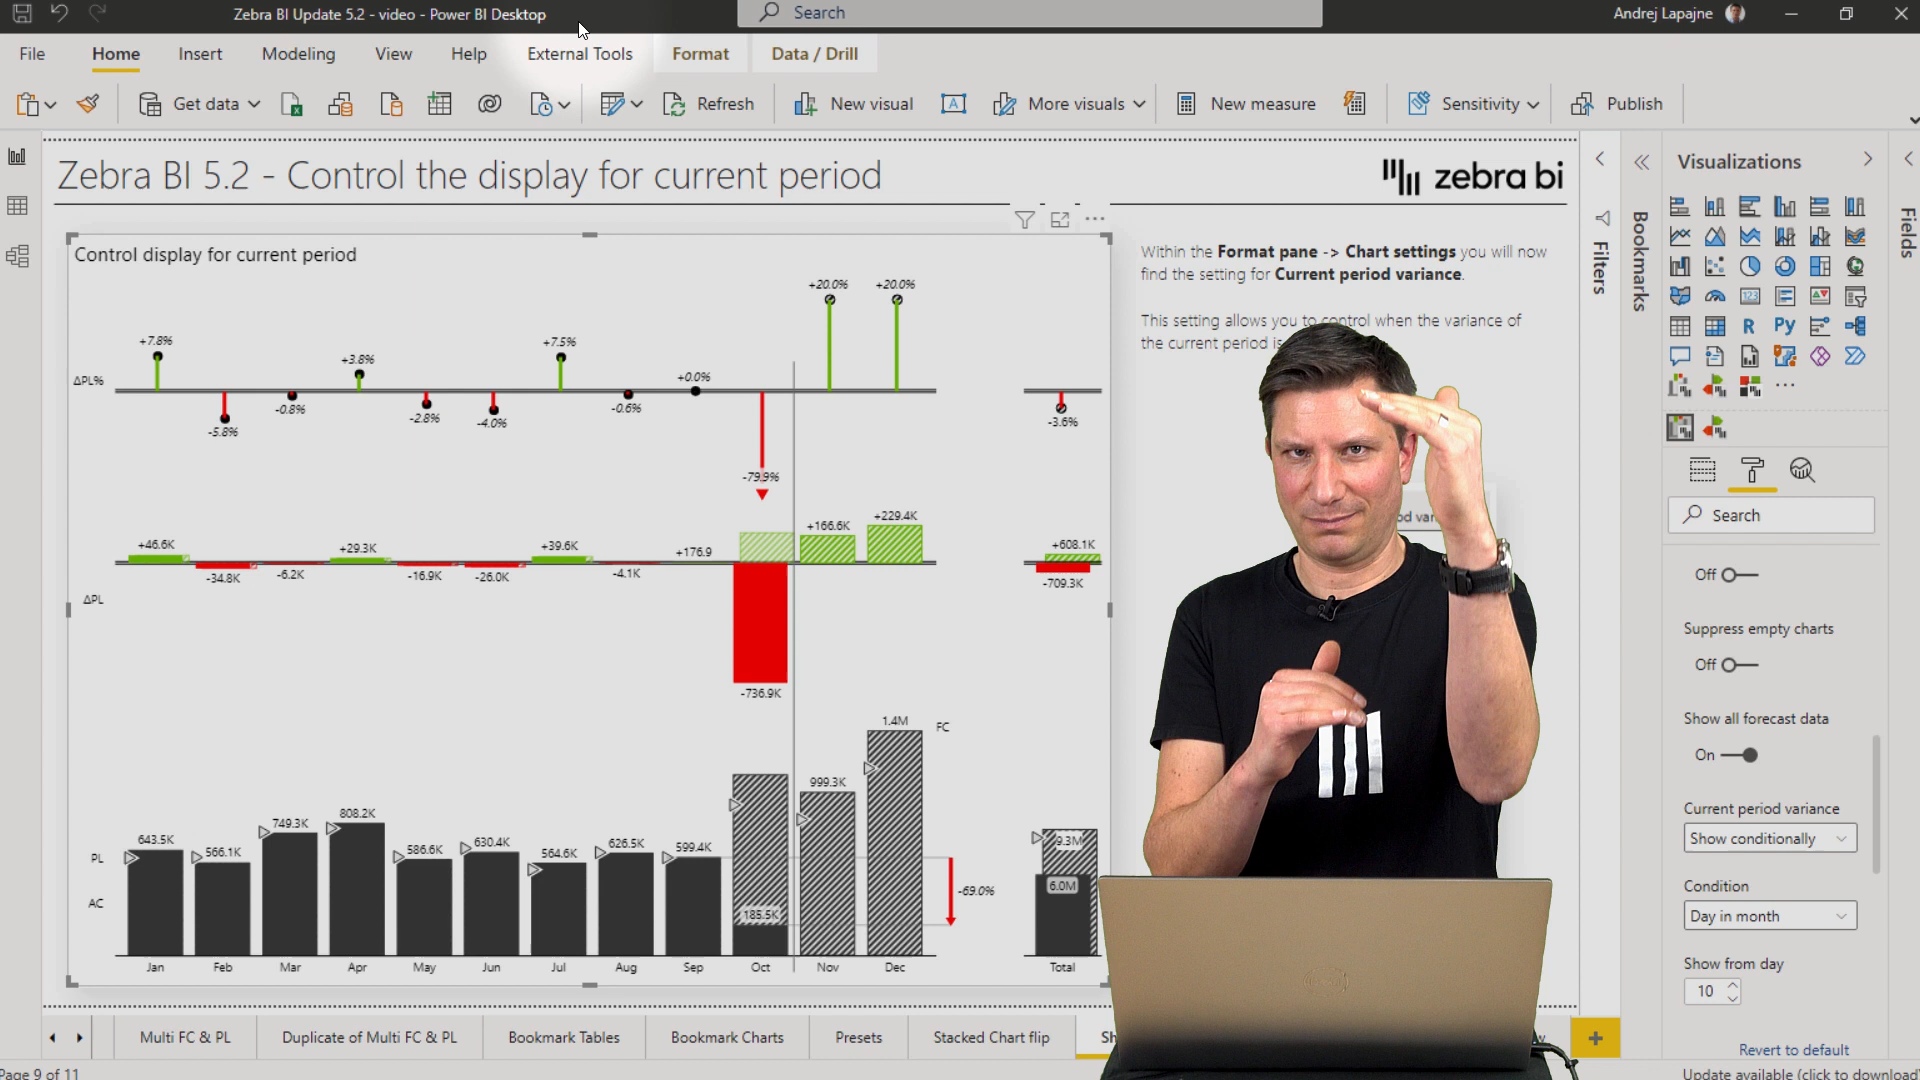 Zebra BI Update 5.2 - video - Power BI Desktop
Search
Andrej Lapajne
File
Home
Insert
Modeling
View
Help
External Tools
Format
Data / Drill
Get data
Refresh
New visual
More visuals
New measure
Sensitivity
Publish
Zebra BI 5.2 - Control the display for current period
zebra bi
Control display for current period
Within the Format pane -> Chart settings you will now
find the setting for Current period variance.
This setting allows you to control when the variance of
the current period is
ΔPL%
+7.8%
-5.8%
-0.8%
+3.8%
-2.8%
-4.0%
+7.5%
-0.6%
+0.0%
-79.9%
+20.0%
+20.0%
-3.6%
ΔPL
+46.6K
-34.8K
-6.2K
+29.3K
-16.9K
-26.0K
+39.6K
-4.1K
+176.9
-736.9K
+166.6K
+229.4K
+608.1K
-709.3K
PL
AC
FC
643.5K
566.1K
749.3K
808.2K
586.6K
630.4K
564.6K
626.5K
599.4K
185.5K
999.3K
1.4M
-69.0%
9.3M
6.0M
Jan
Feb
Mar
Apr
May
Jun
Jul
Aug
Sep
Oct
Nov
Dec
Total
Filters
Bookmarks
Visualizations
Fields
123
R
Py
Search
Off
Suppress empty charts
Off
Show all forecast data
On
Current period variance
Show conditionally
Condition
Day in month
Show from day
10
Revert to default
Multi FC & PL
Duplicate of Multi FC & PL
Bookmark Tables
Bookmark Charts
Presets
Stacked Chart flip
Page 9 of 11
Update available (click to download)